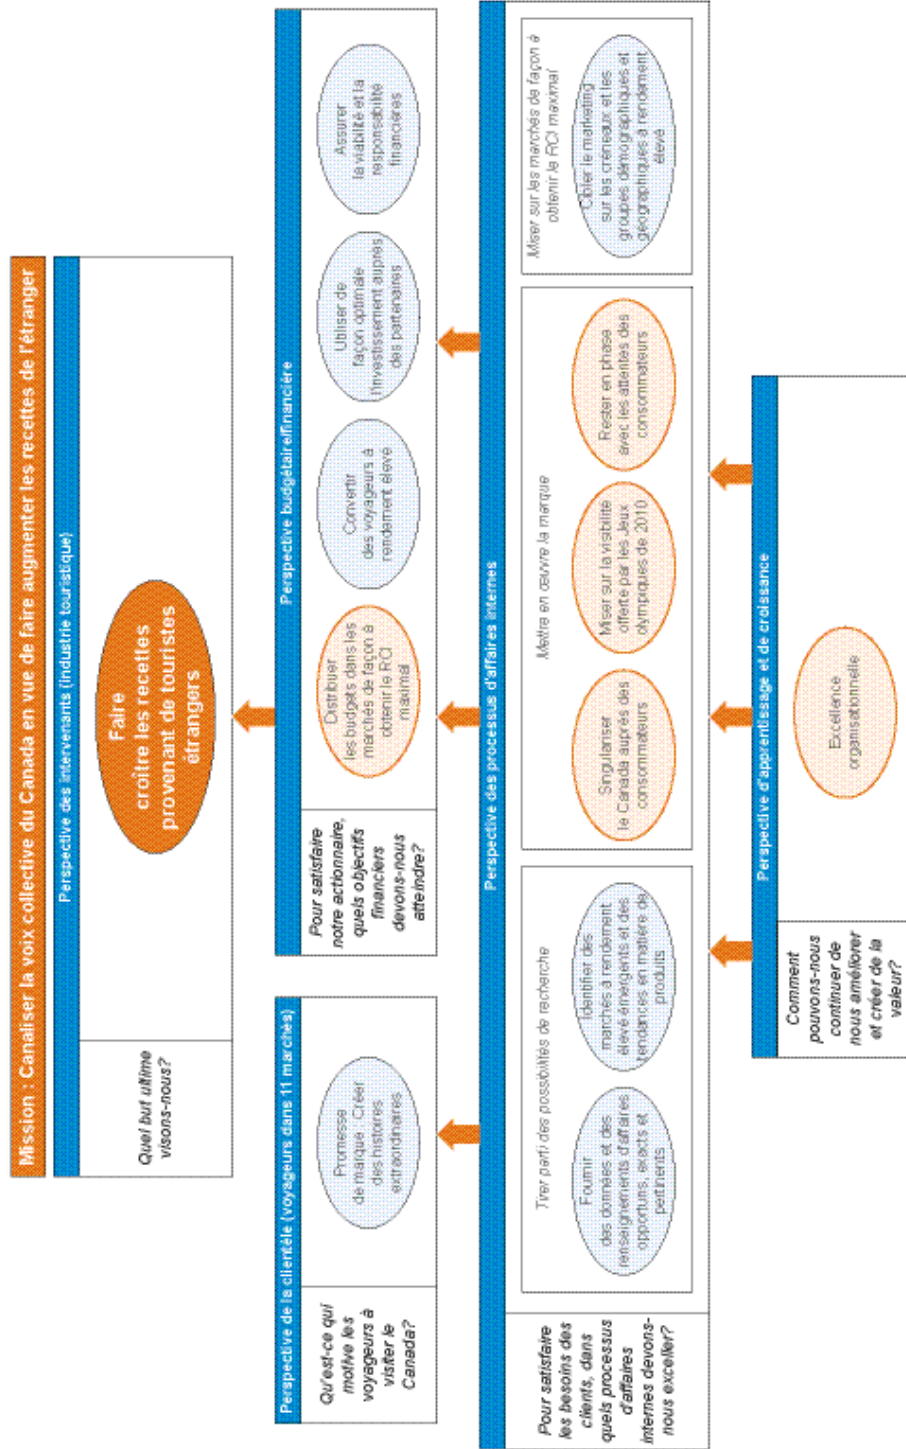 Mission : Canaliser la voix collective du Canada en vue de faire augmenter les recettes de l'étranger
Perspective des intervenants (industrie touristique)
Quel but ultime
visons-nous?
Faire
croître les recettes
provenant de touristes
étrangers
Perspective de la clientèle (voyageurs dans 11 marchés)
Qu'est-ce qui
motive les
voyageurs à
visiter le
Canada?
Promesse
de marque : Créer
des histoires
extraordinaires
Perspective budgétaire/financière
Pour satisfaire
notre actionnaire,
quels objectifs
financiers
devons-nous
atteindre?
Distribuer
les budgets dans les
marchés de façon à
obtenir le RCI
maximal
Convertir
des voyageurs à
rendement élevé
Utiliser de
façon optimale
l'investissement auprès
des partenaires
Assurer
la viabilité et la
responsabilité
financières
Perspective des processus d'affaires internes
Pour satisfaire
les besoins des
clients, dans
quels processus
d'affaires
internes devons-
nous exceller?
Tirer parti des possibilités de recherche
Fournir
des données et des
renseignements d'affaires
opportuns, exacts et
pertinents
Identifier des
marchés à rendement
élevé émergents et des
tendances en matière de
produits
Mettre en œuvre la marque
Singulariser
le Canada auprès des
consommateurs
Miser sur la visibilité
offerte par les Jeux
olympiques de 2010
Rester en phase
avec les attentes des
consommateurs
Miser sur les marchés de façon à
obtenir le RCI maximal
Cibler le marketing
sur les créneaux et les
groupes démographiques et
géographiques à rendement
élevé
Perspective d'apprentissage et de croissance
Comment
pouvons-nous
continuer de
nous améliorer
et créer de la
valeur?
Excellence
organisationnelle